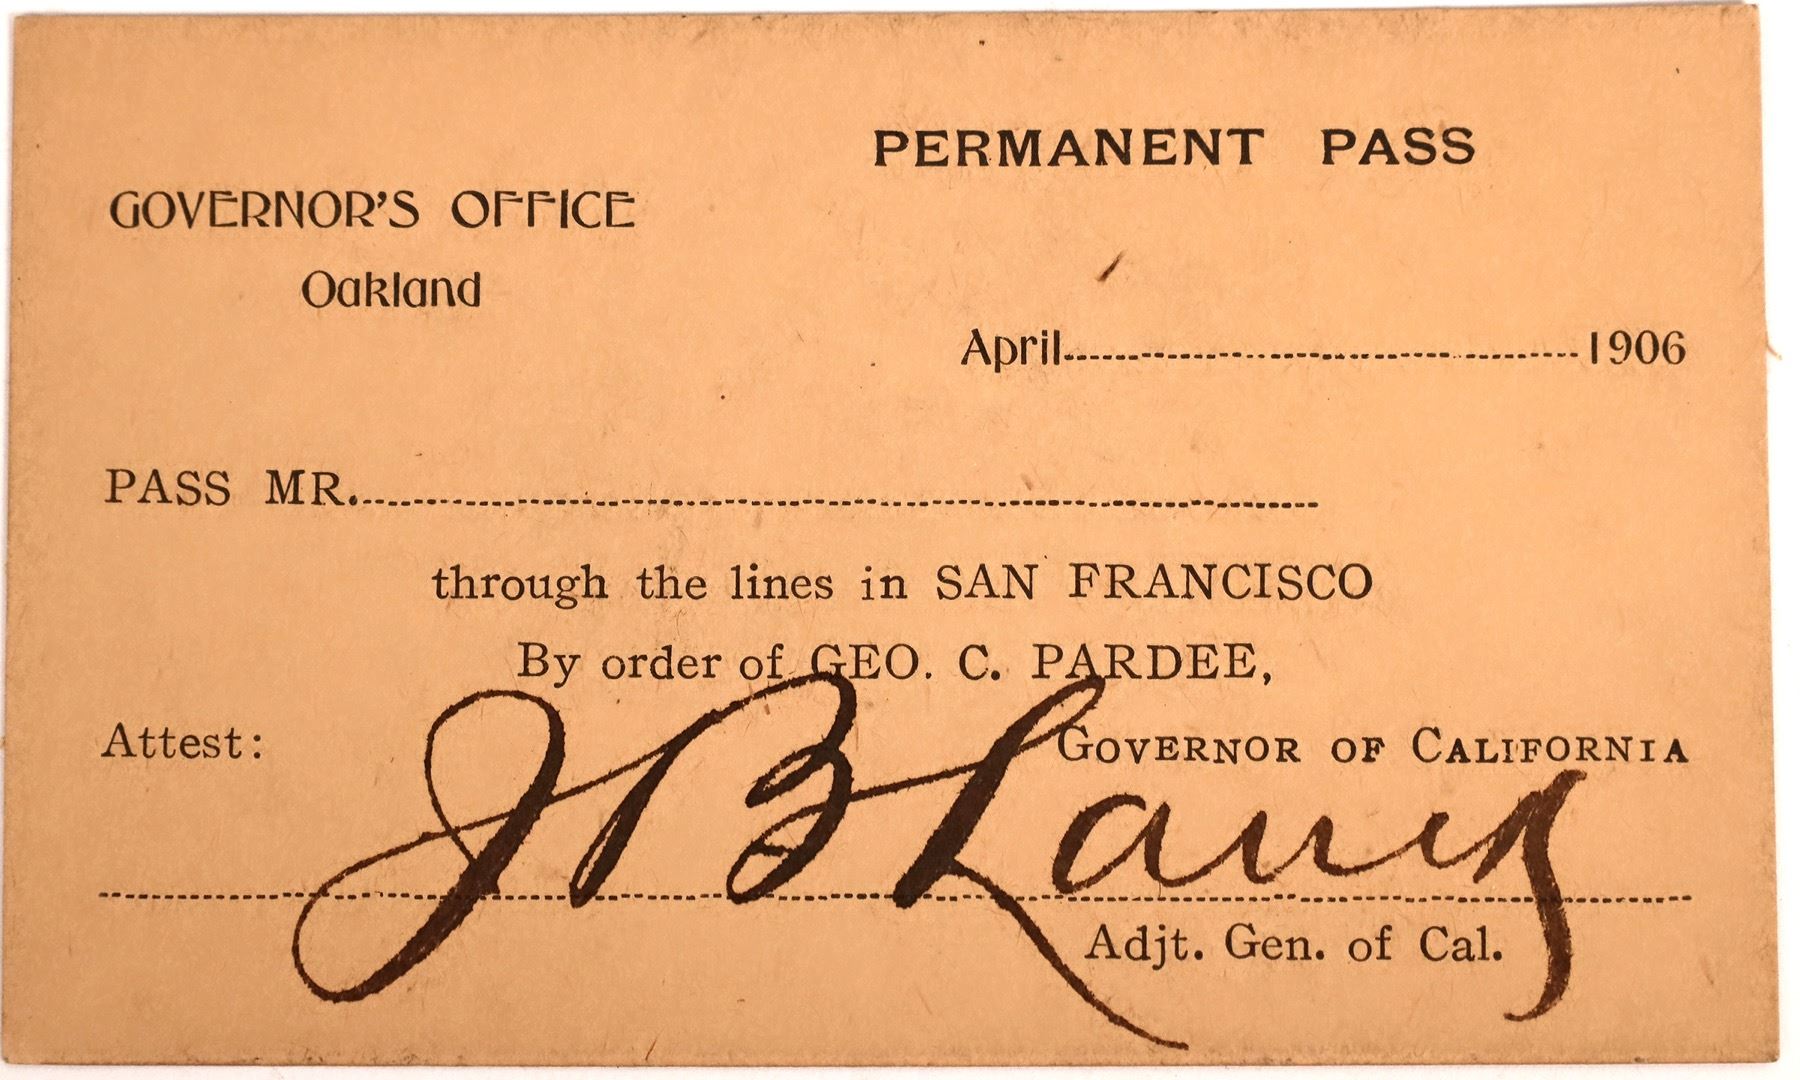 PERMANENT PASS
GOVERNOR'S OFFICE
Oakland
April 1906
PASS MR.
through the lines in SAN FRANCISCO
By order of GEO. C. PARDEE,
GOVERNOR OF CALIFORNIA
Attest:
J B Lauck
Adjt. Gen. of Cal.